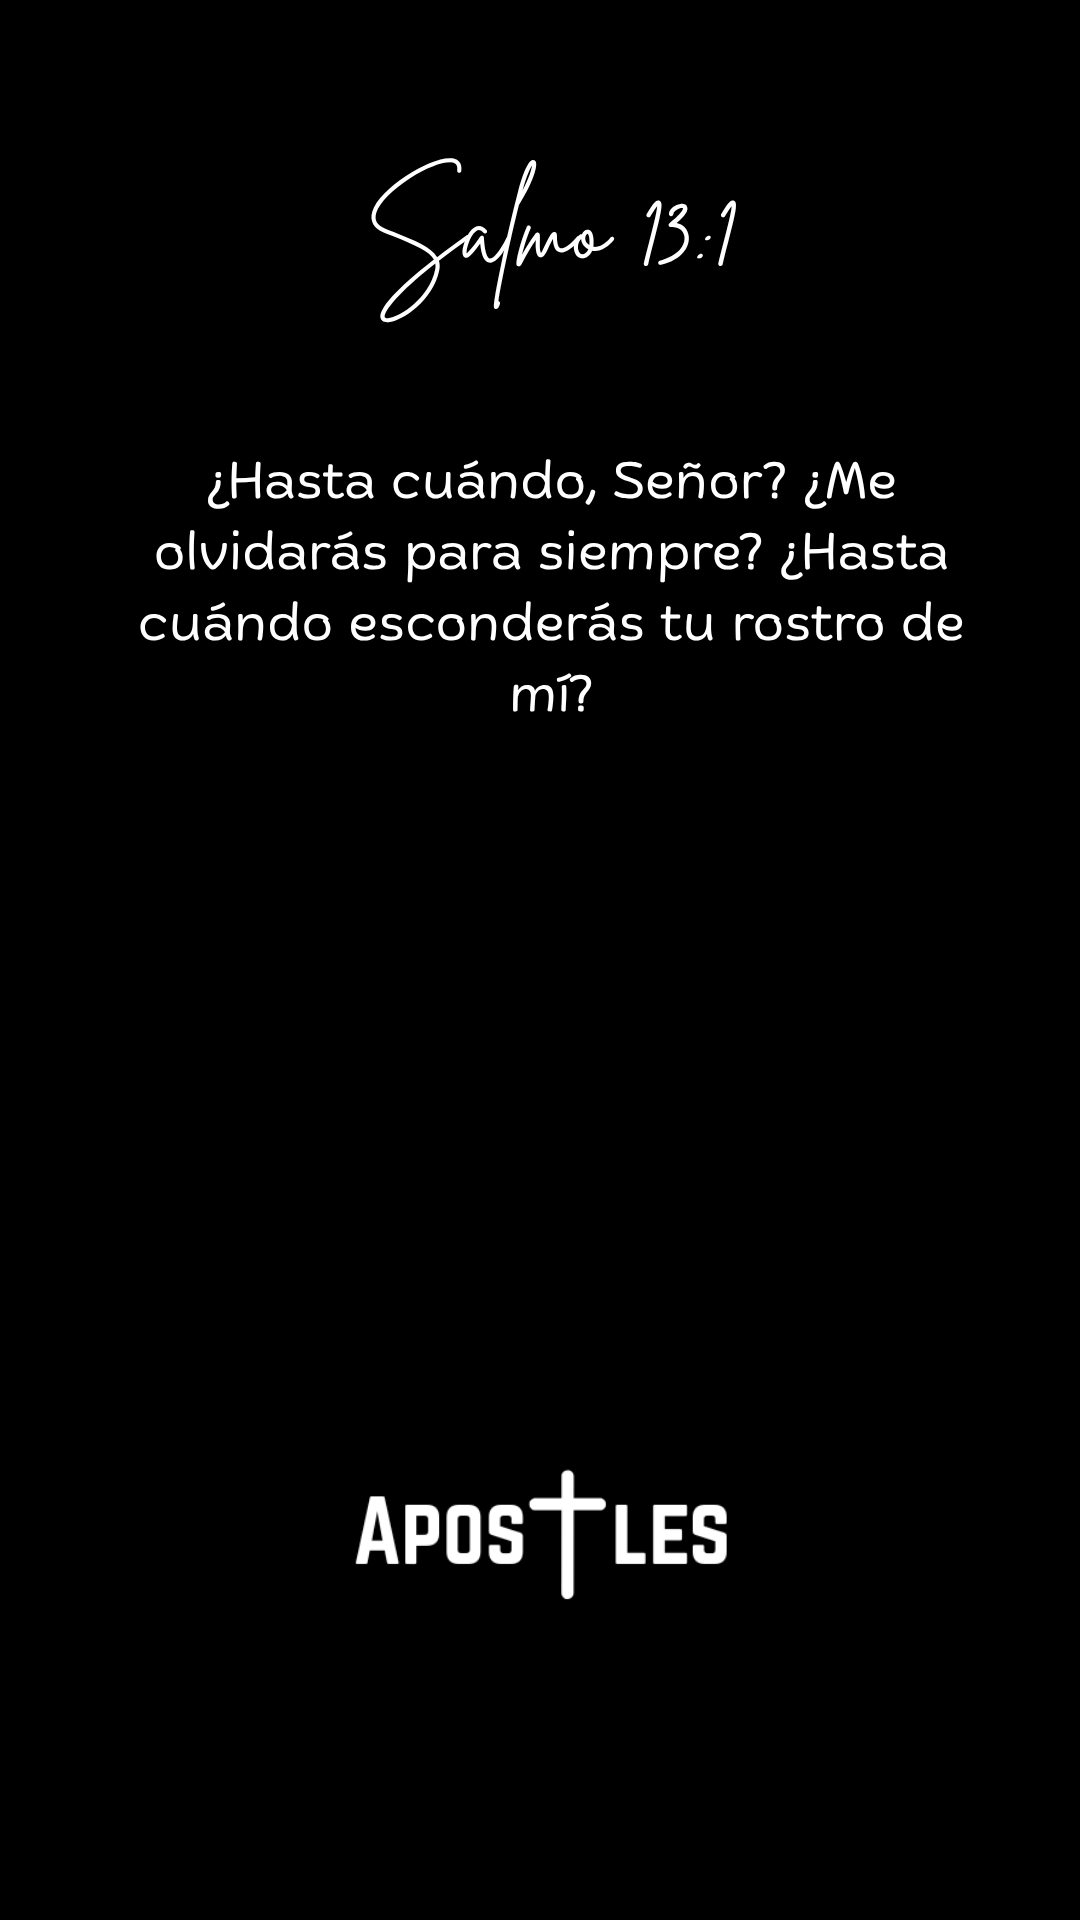 Salmo 13:1
¿Hasta cuándo, Señor? ¿Me
olvidarás para siempre? ¿Hasta
cuándo esconderás tu rostro de
mí?
APOSTLES